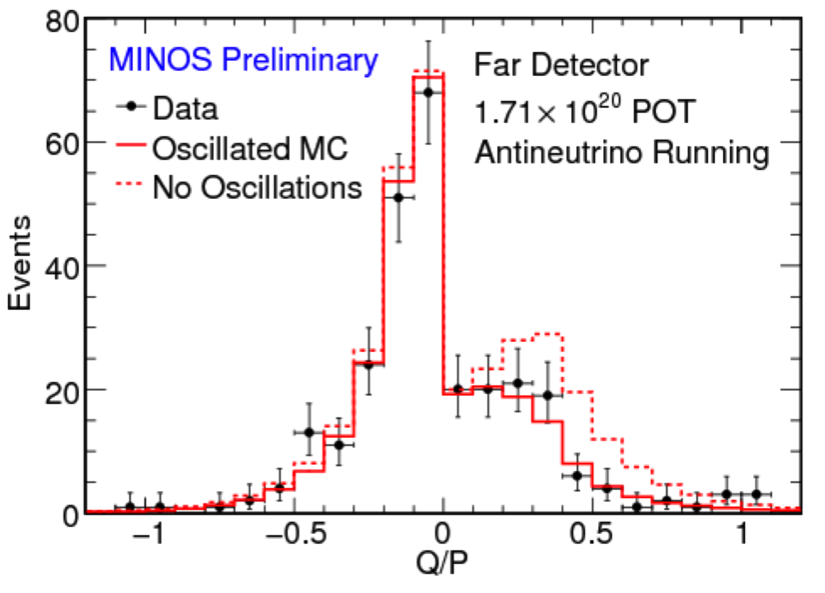 80
60
40
20
0
Events
MINOS Preliminary
Data
Oscillated MC
No Oscillations
Far Detector
1.71× 10²⁰ POT
Antineutrino Running
−1
−0.5
0
0.5
1
Q/P